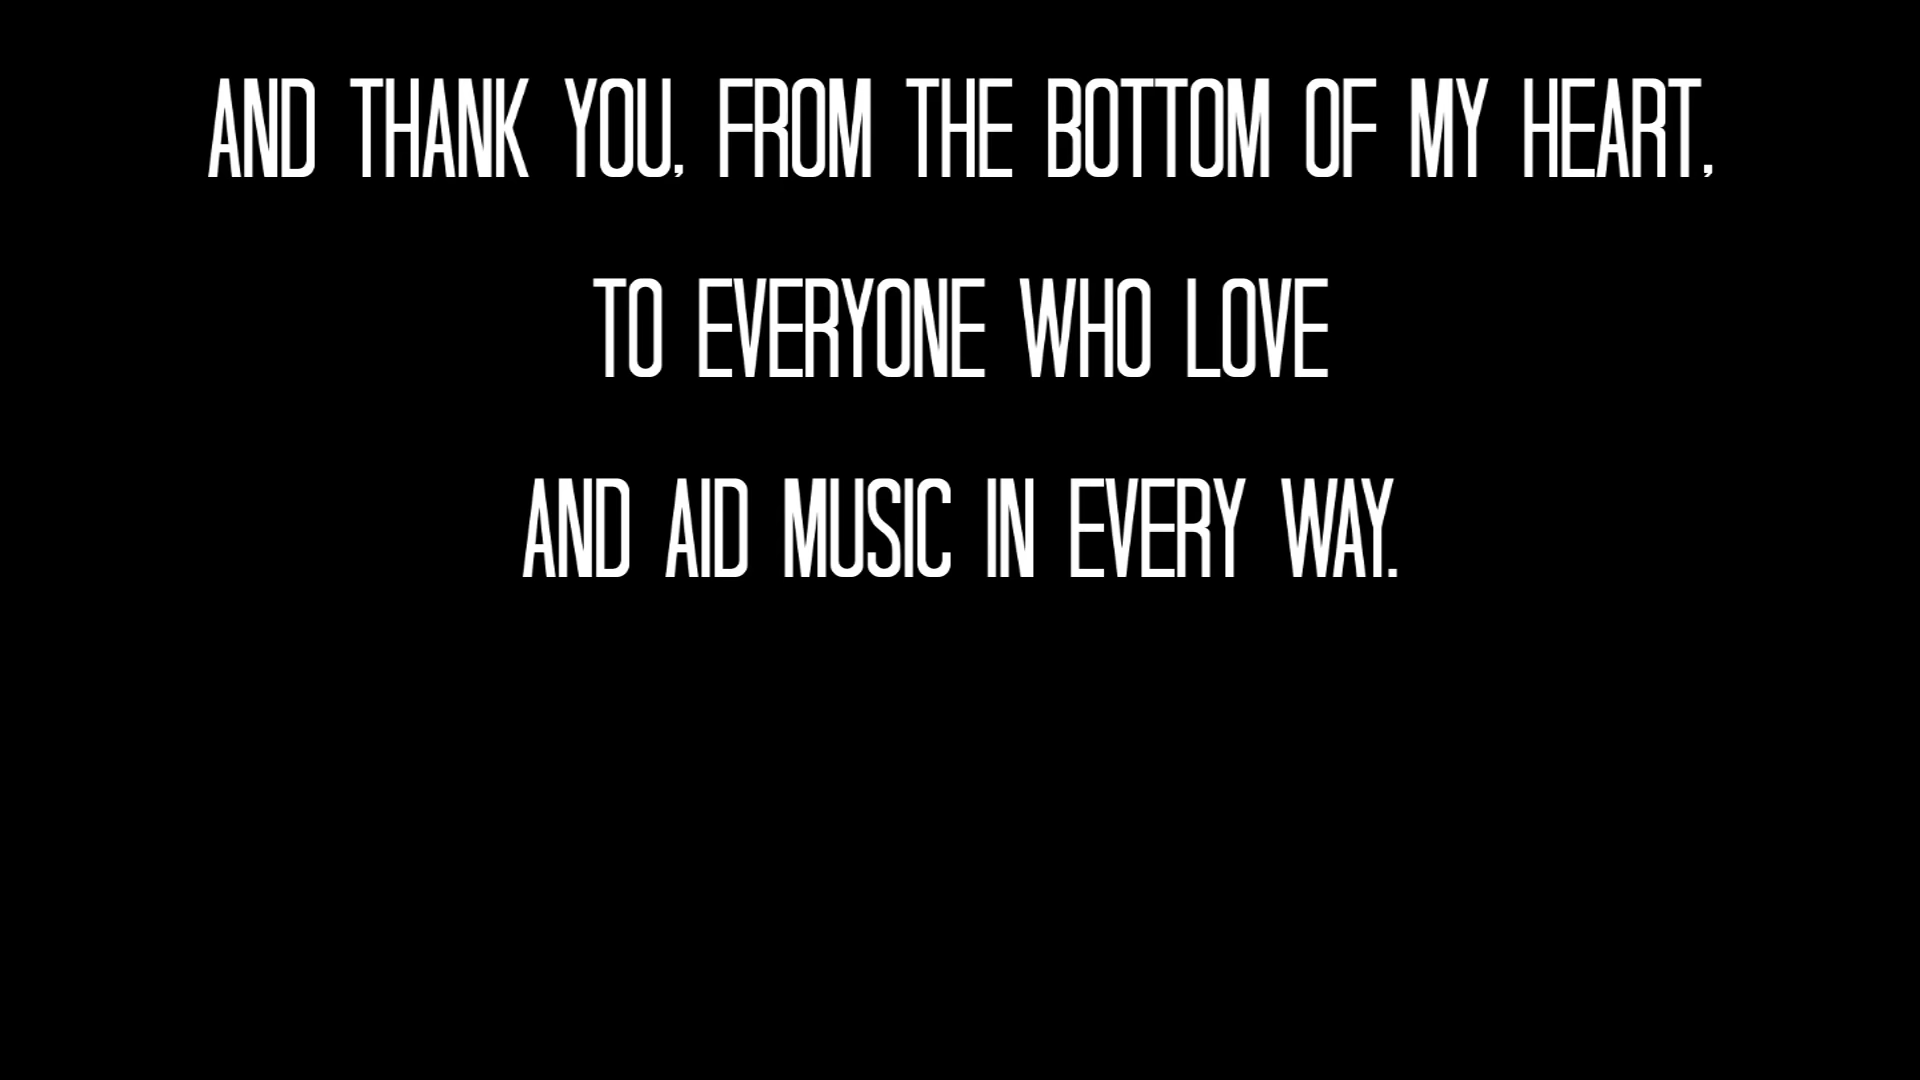 AND THANK YOU, FROM THE BOTTOM OF MY HEART,
TO EVERYONE WHO LOVE
AND AID MUSIC IN EVERY WAY.